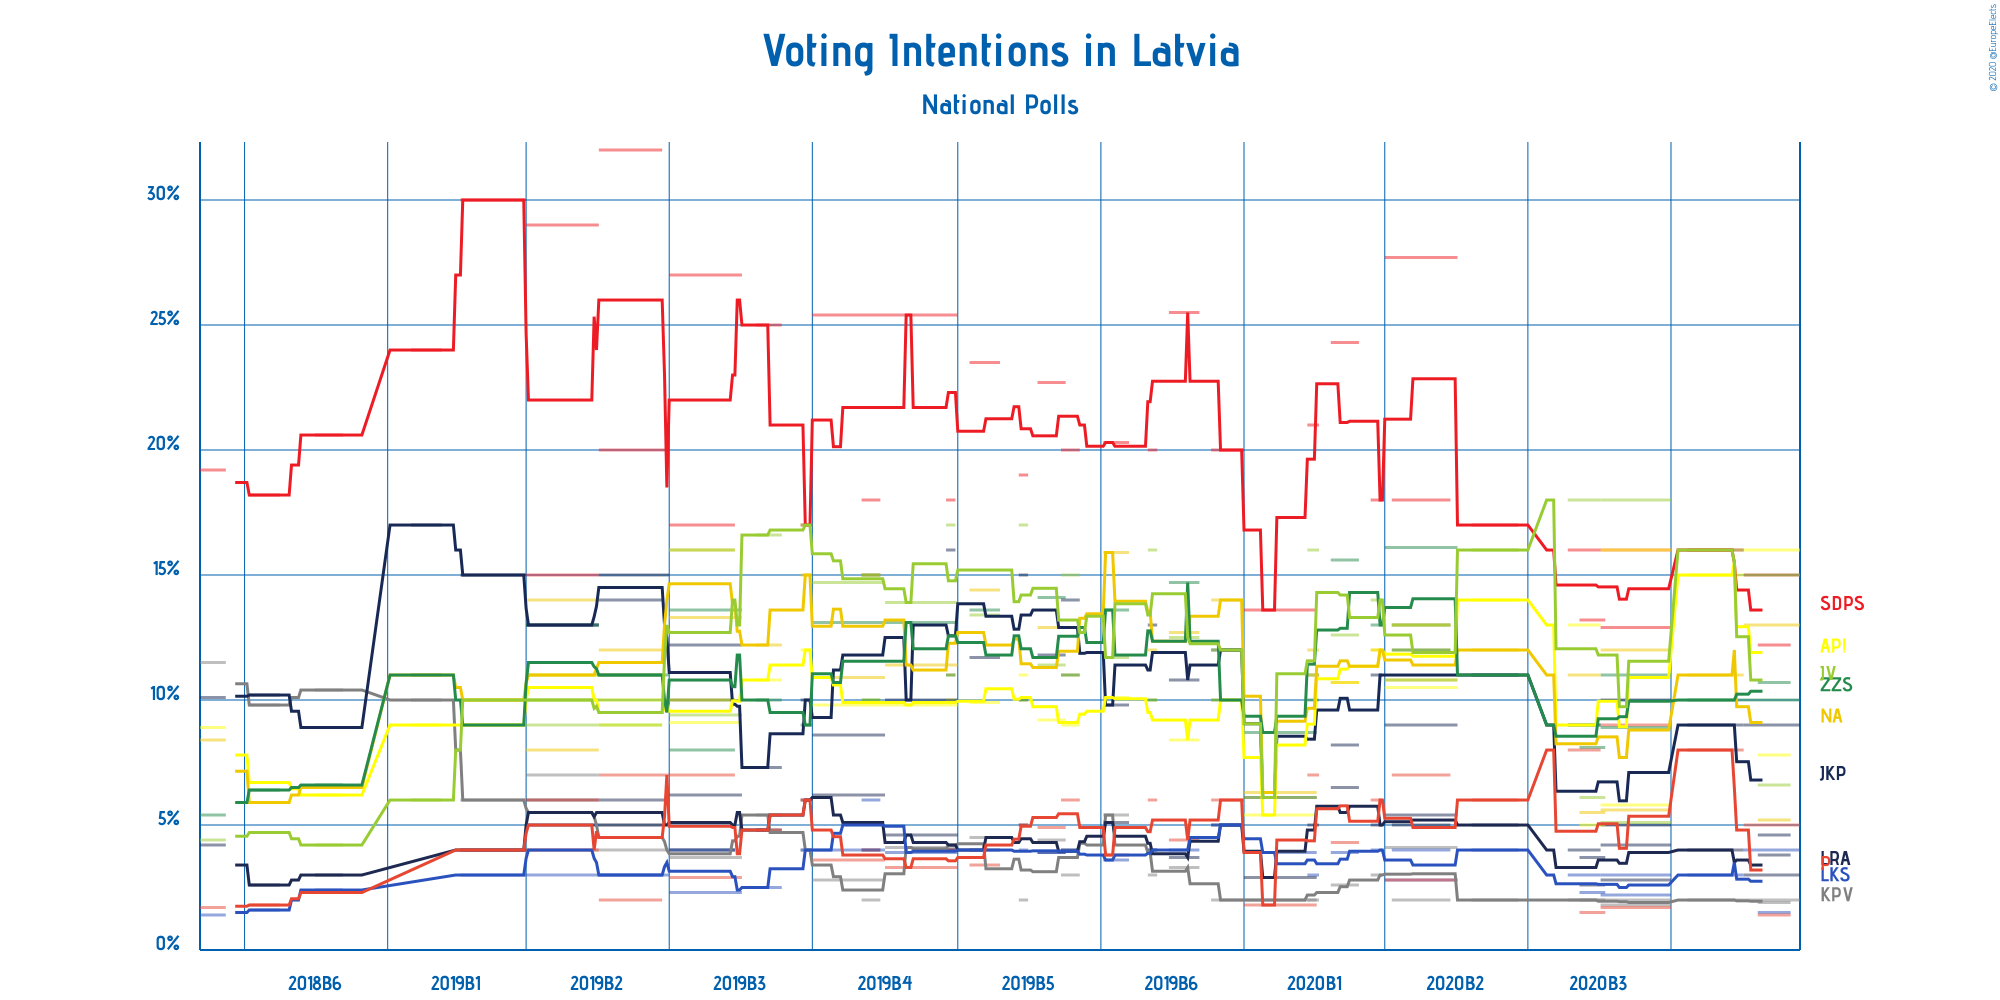 Voting Intentions in Latvia
National Polls
© 2020 @EuropeElects
30%
25%
20%
15%
10%
5%
0%
SDPS
API
JV
ZZS
NA
JKP
LRA
P
LKS
KPV
2018B6
2019B1
2019B2
2019B3
2019B4
2019B5
2019B6
2020B1
2020B2
2020B3